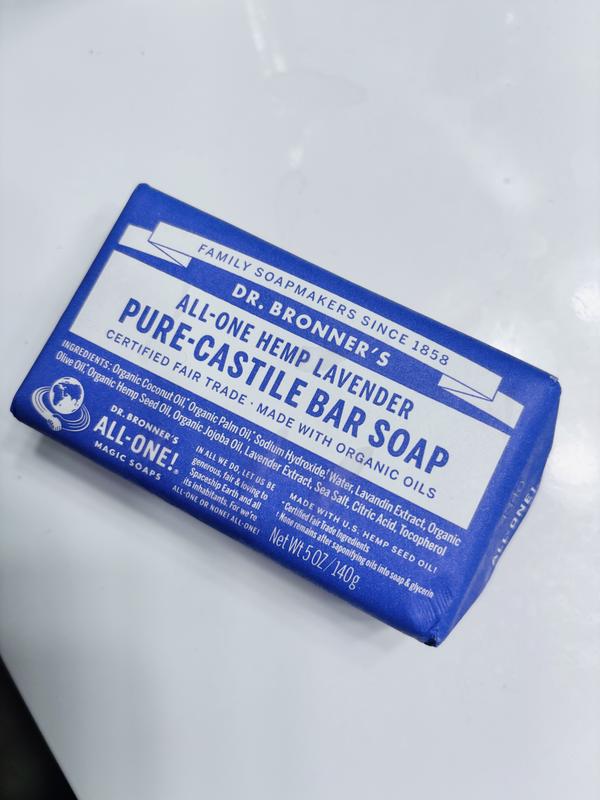 FAMILY SOAPMAKERS SINCE 1858
DR. BRONNER'S
ALL-ONE HEMP LAVENDER
PURE-CASTILE BAR SOAP
CERTIFIED FAIR TRADE · MADE WITH ORGANIC OILS
INGREDIENTS: Organic Coconut Oil,* Organic Palm Oil,* Sodium Hydroxide,† Water, Lavandin Extract, Organic
Olive Oil,* Organic Hemp Seed Oil, Organic Jojoba Oil, Lavender Extract, Sea Salt, Citric Acid, Tocopherol
DR. BRONNER'S
ALL-ONE!
MAGIC SOAPS
IN ALL WE DO, LET US BE
generous, fair & loving to
Spaceship Earth and all
its inhabitants. For we're
ALL-ONE OR NONE! ALL-ONE!
MADE WITH U.S. HEMP SEED OIL!
*Certified Fair Trade Ingredients
†None remains after saponifying oils into soap & glycerin
Net Wt 5 OZ / 140g
ALL-ONE!